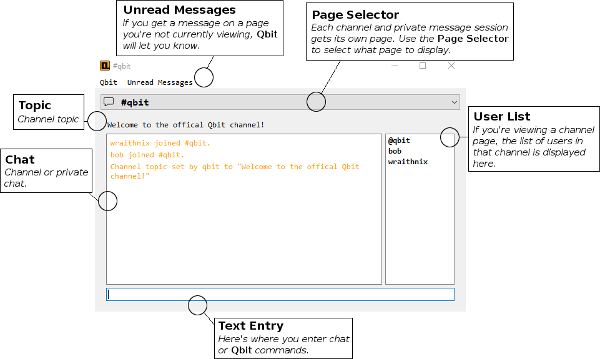 Unread Messages
If you get a message on a page
you're not currently viewing, Qbit
will let you know.
Page Selector
Each channel and private message session
gets its own page. Use the Page Selector
to select what page to display.
#qbit
Qbit Unread Messages
#qbit
Topic
Channel topic
Welcome to the offical Qbit channel!
User List
If you're viewing a channel
page, the list of users in
that channel is displayed
here.
Chat
Channel or private
chat.
wraithnix joined #qbit.
bob joined #qbit.
Channel topic set by qbit to "Welcome to the offical Qbit
channel!"
@qbit
bob
wraithnix
Text Entry
Here's where you enter chat
or Qbit commands.